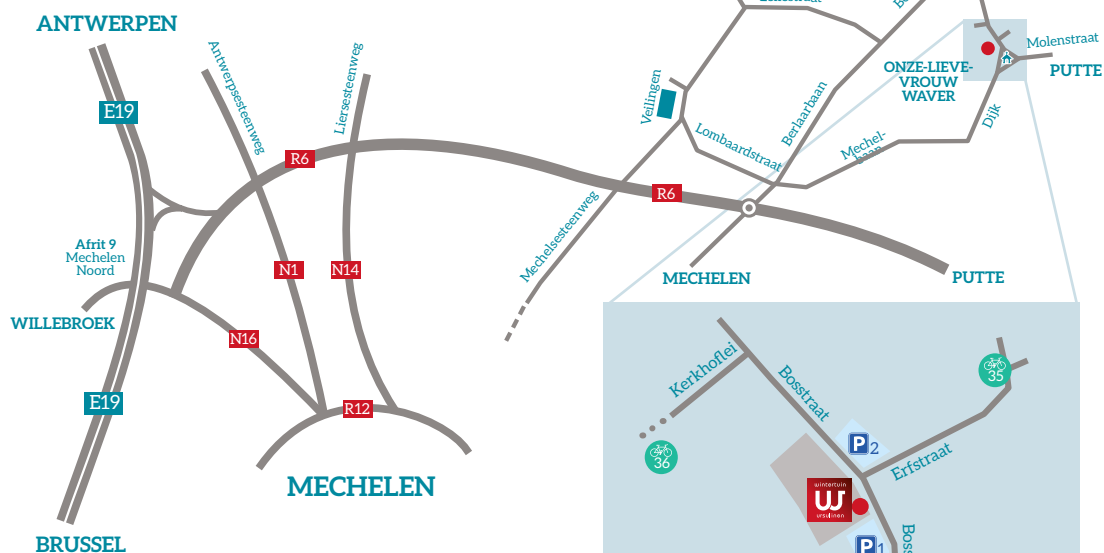 ANTWERPEN
E19
Antwerpsesteenweg
Liersesteenweg
R6
Veilingen
Lombaardstraat
Berlaarbaan
Mechel-
baan
Dijk
ONZE-LIEVE-
VROUW
WAVER
Molenstraat
PUTTE
R6
Mechelsesteenweg
Afrit 9
Mechelen
Noord
N1
N14
MECHELEN
PUTTE
WILLEBROEK
N16
E19
R12
MECHELEN
BRUSSEL
Kerkhoflei
Bosstraat
35
36
P 2
Erfstraat
wintertuin
W
ursulinen
P 1